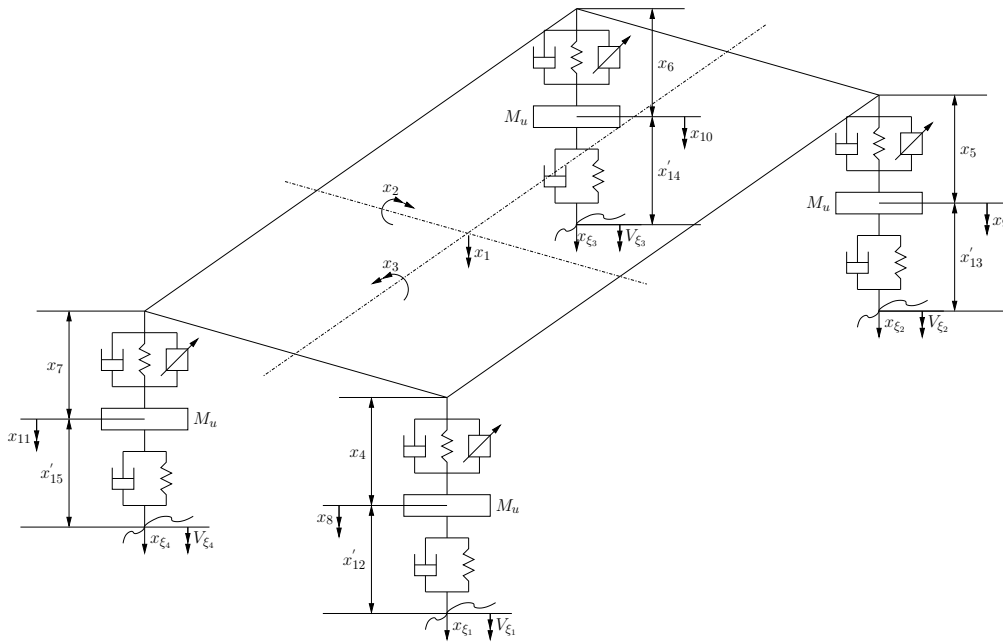 x₆
M_u
x₁₀
x₅
x'₁₄
M_u
x₂
x_ξ₃
V_ξ₃
x₁
x'₁₃
x₃
x_ξ₂
V_ξ₂
x₇
x₁₁
M_u
x₄
x'₁₅
x₈
M_u
x_ξ₄
V_ξ₄
x'₁₂
x_ξ₁
V_ξ₁